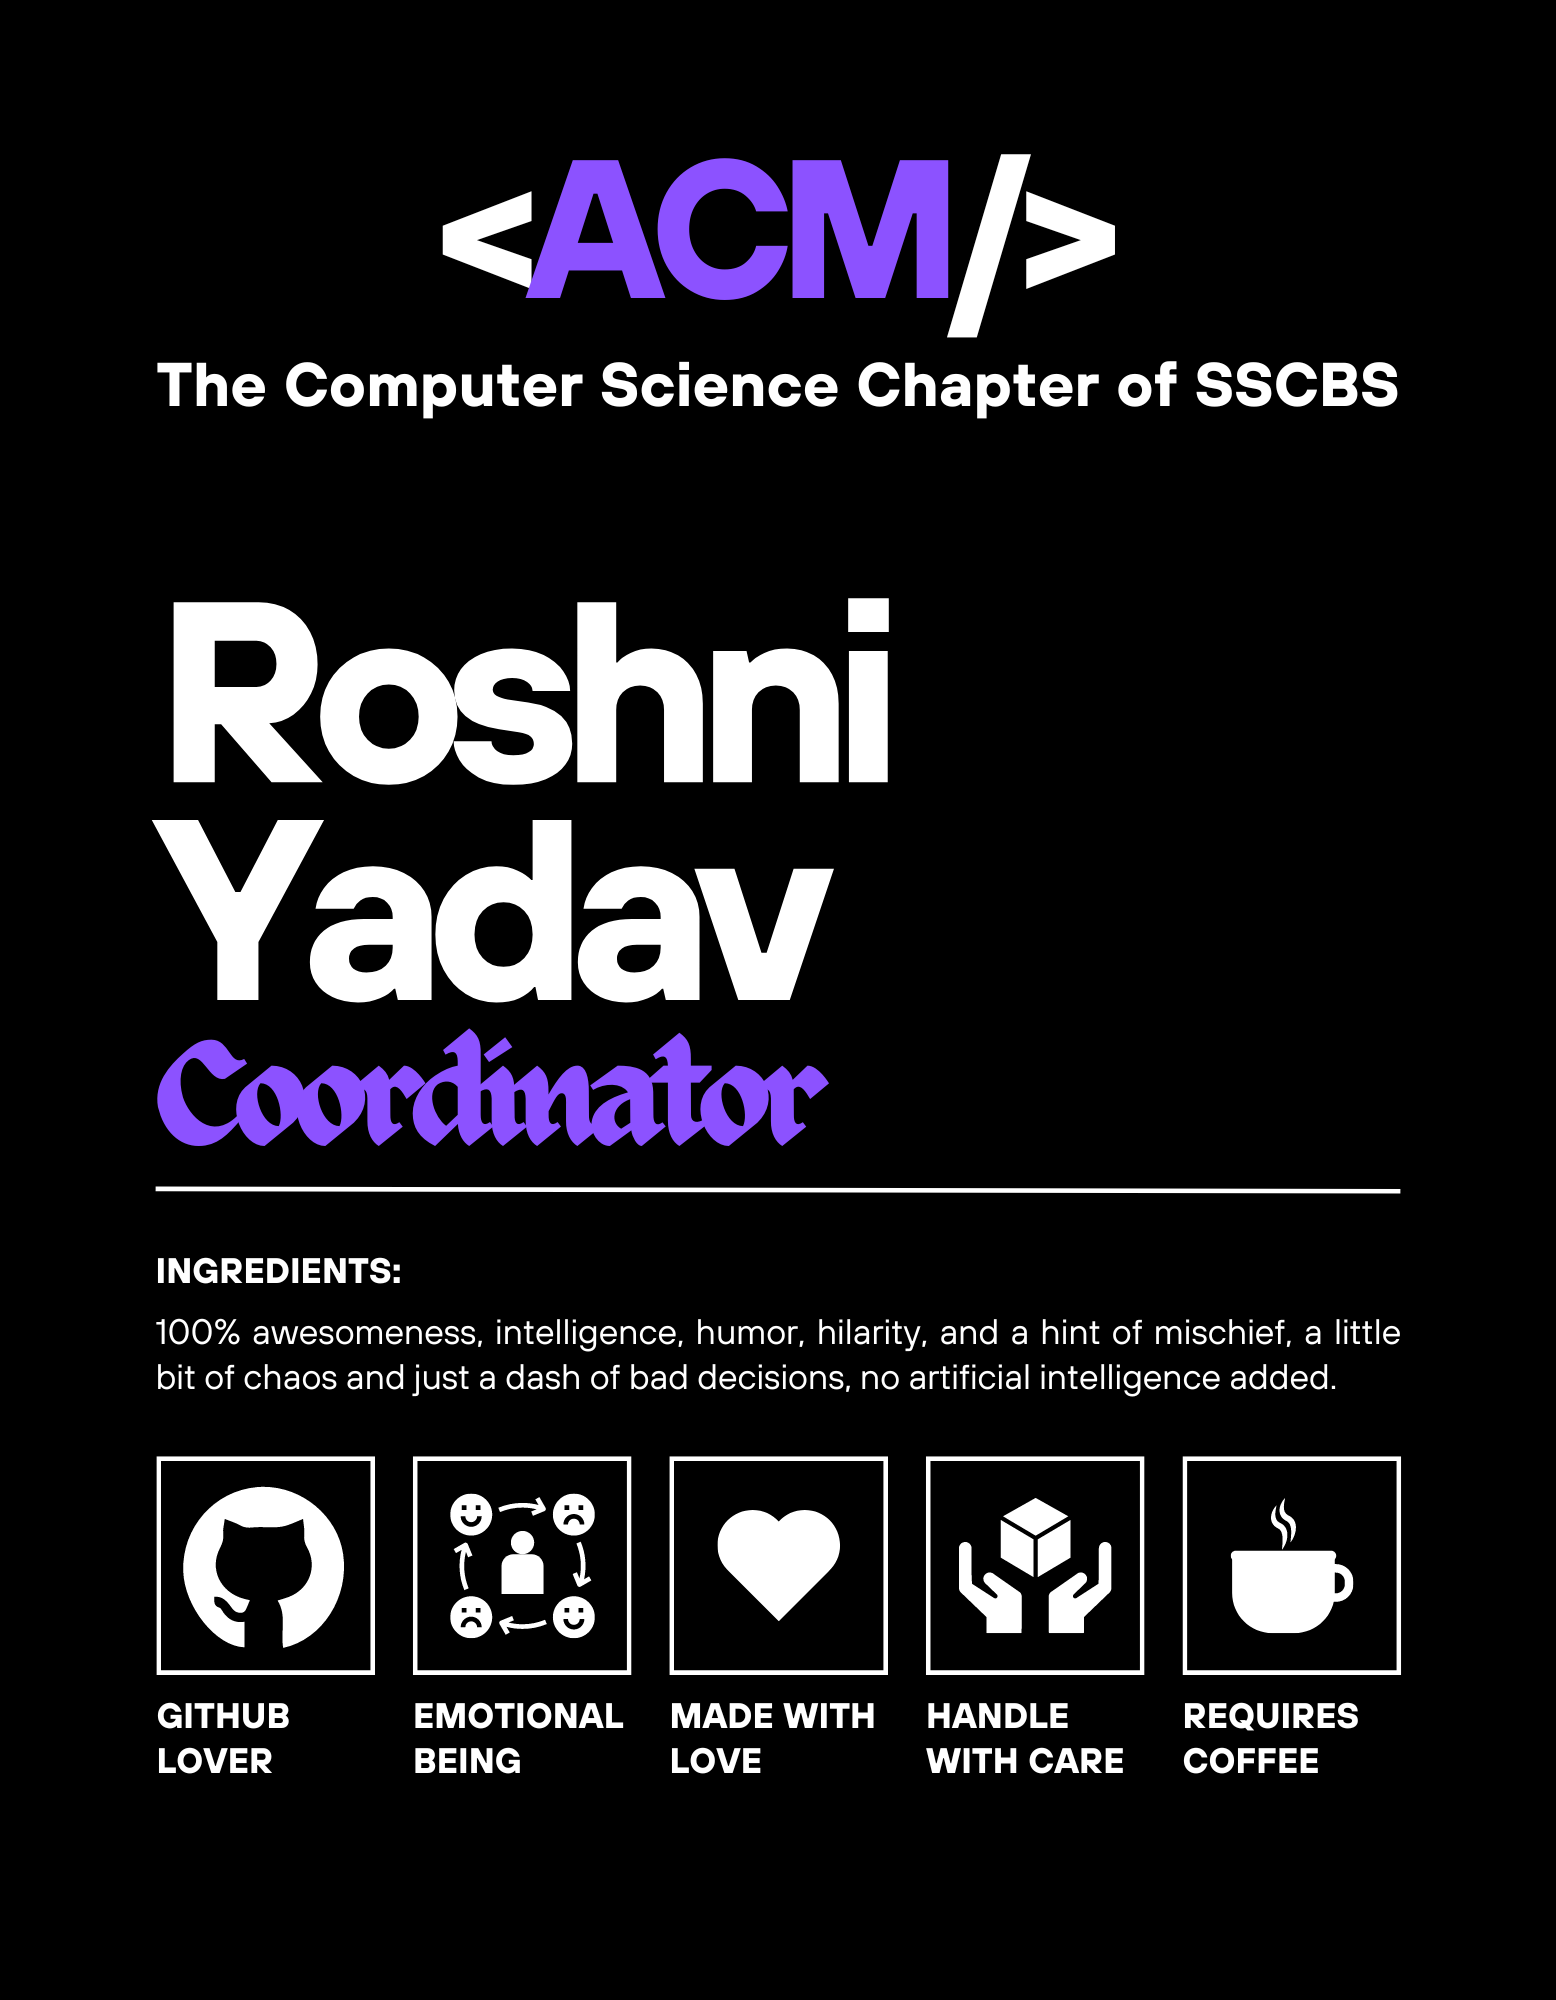 <ACM/>
The Computer Science Chapter of SSCBS
Roshni
Yadav
Coordinator
INGREDIENTS:
100% awesomeness, intelligence, humor, hilarity, and a hint of mischief, a little
bit of chaos and just a dash of bad decisions, no artificial intelligence added.
GITHUB
LOVER
EMOTIONAL
BEING
MADE WITH
LOVE
HANDLE
WITH CARE
REQUIRES
COFFEE